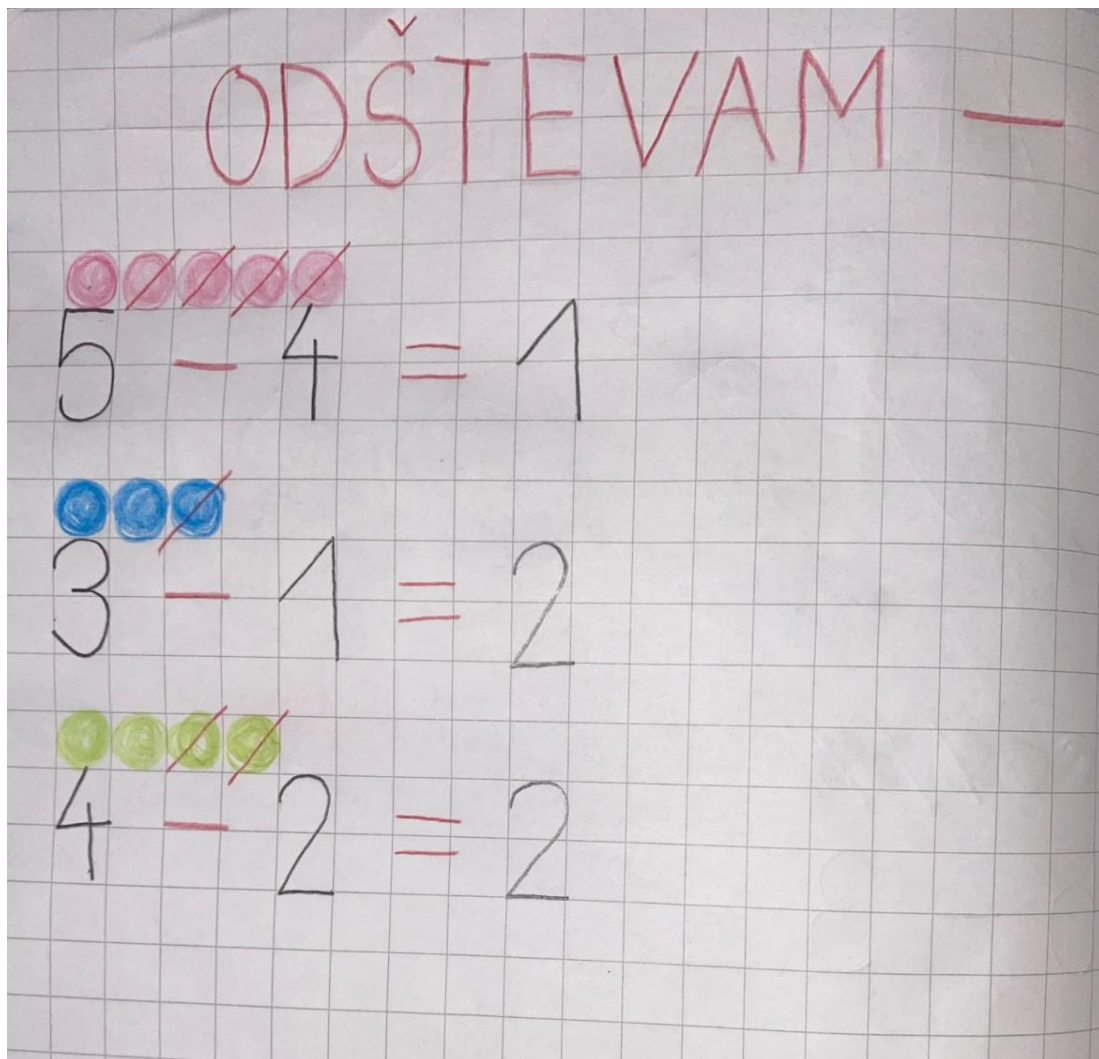 ODŠTEVAM –
5 – 4 = 1
3 – 1 = 2
4 – 2 = 2